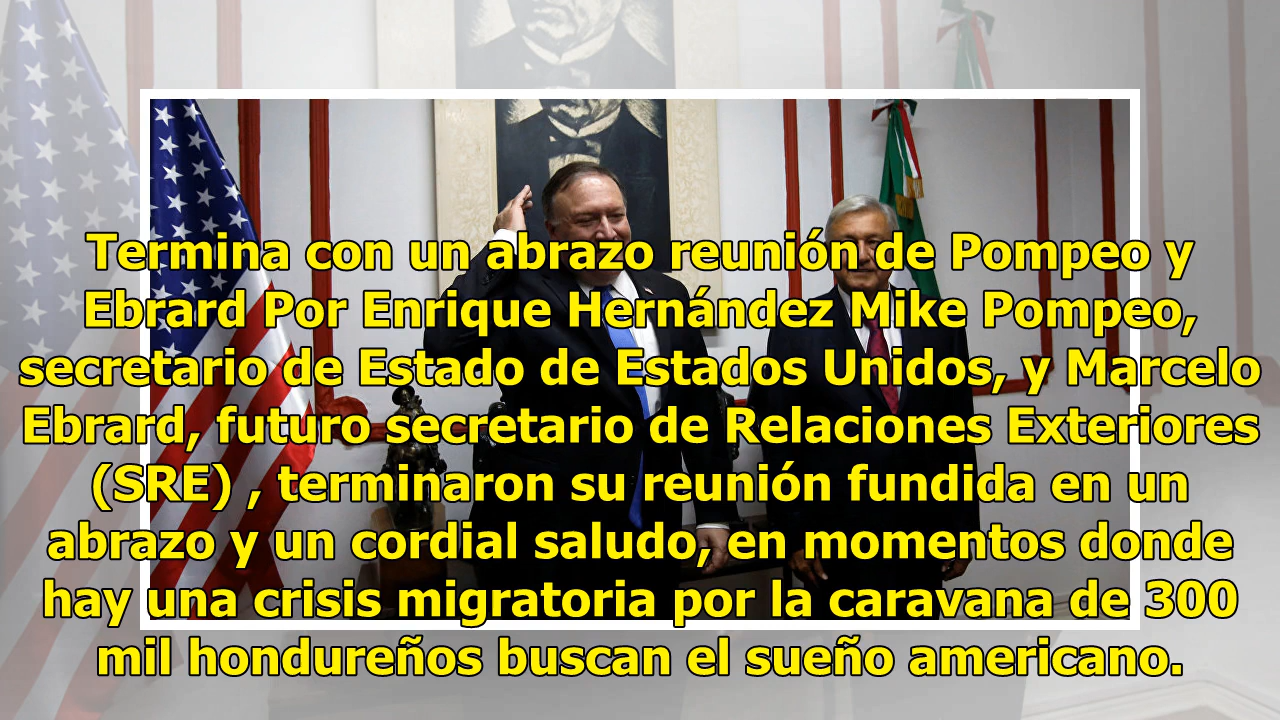 Termina con un abrazo reunión de Pompeo y
Ebrard Por Enrique Hernández Mike Pompeo,
secretario de Estado de Estados Unidos, y Marcelo
Ebrard, futuro secretario de Relaciones Exteriores
(SRE) , terminaron su reunión fundida en un
abrazo y un cordial saludo, en momentos donde
hay una crisis migratoria por la caravana de 300
mil hondureños buscan el sueño americano.